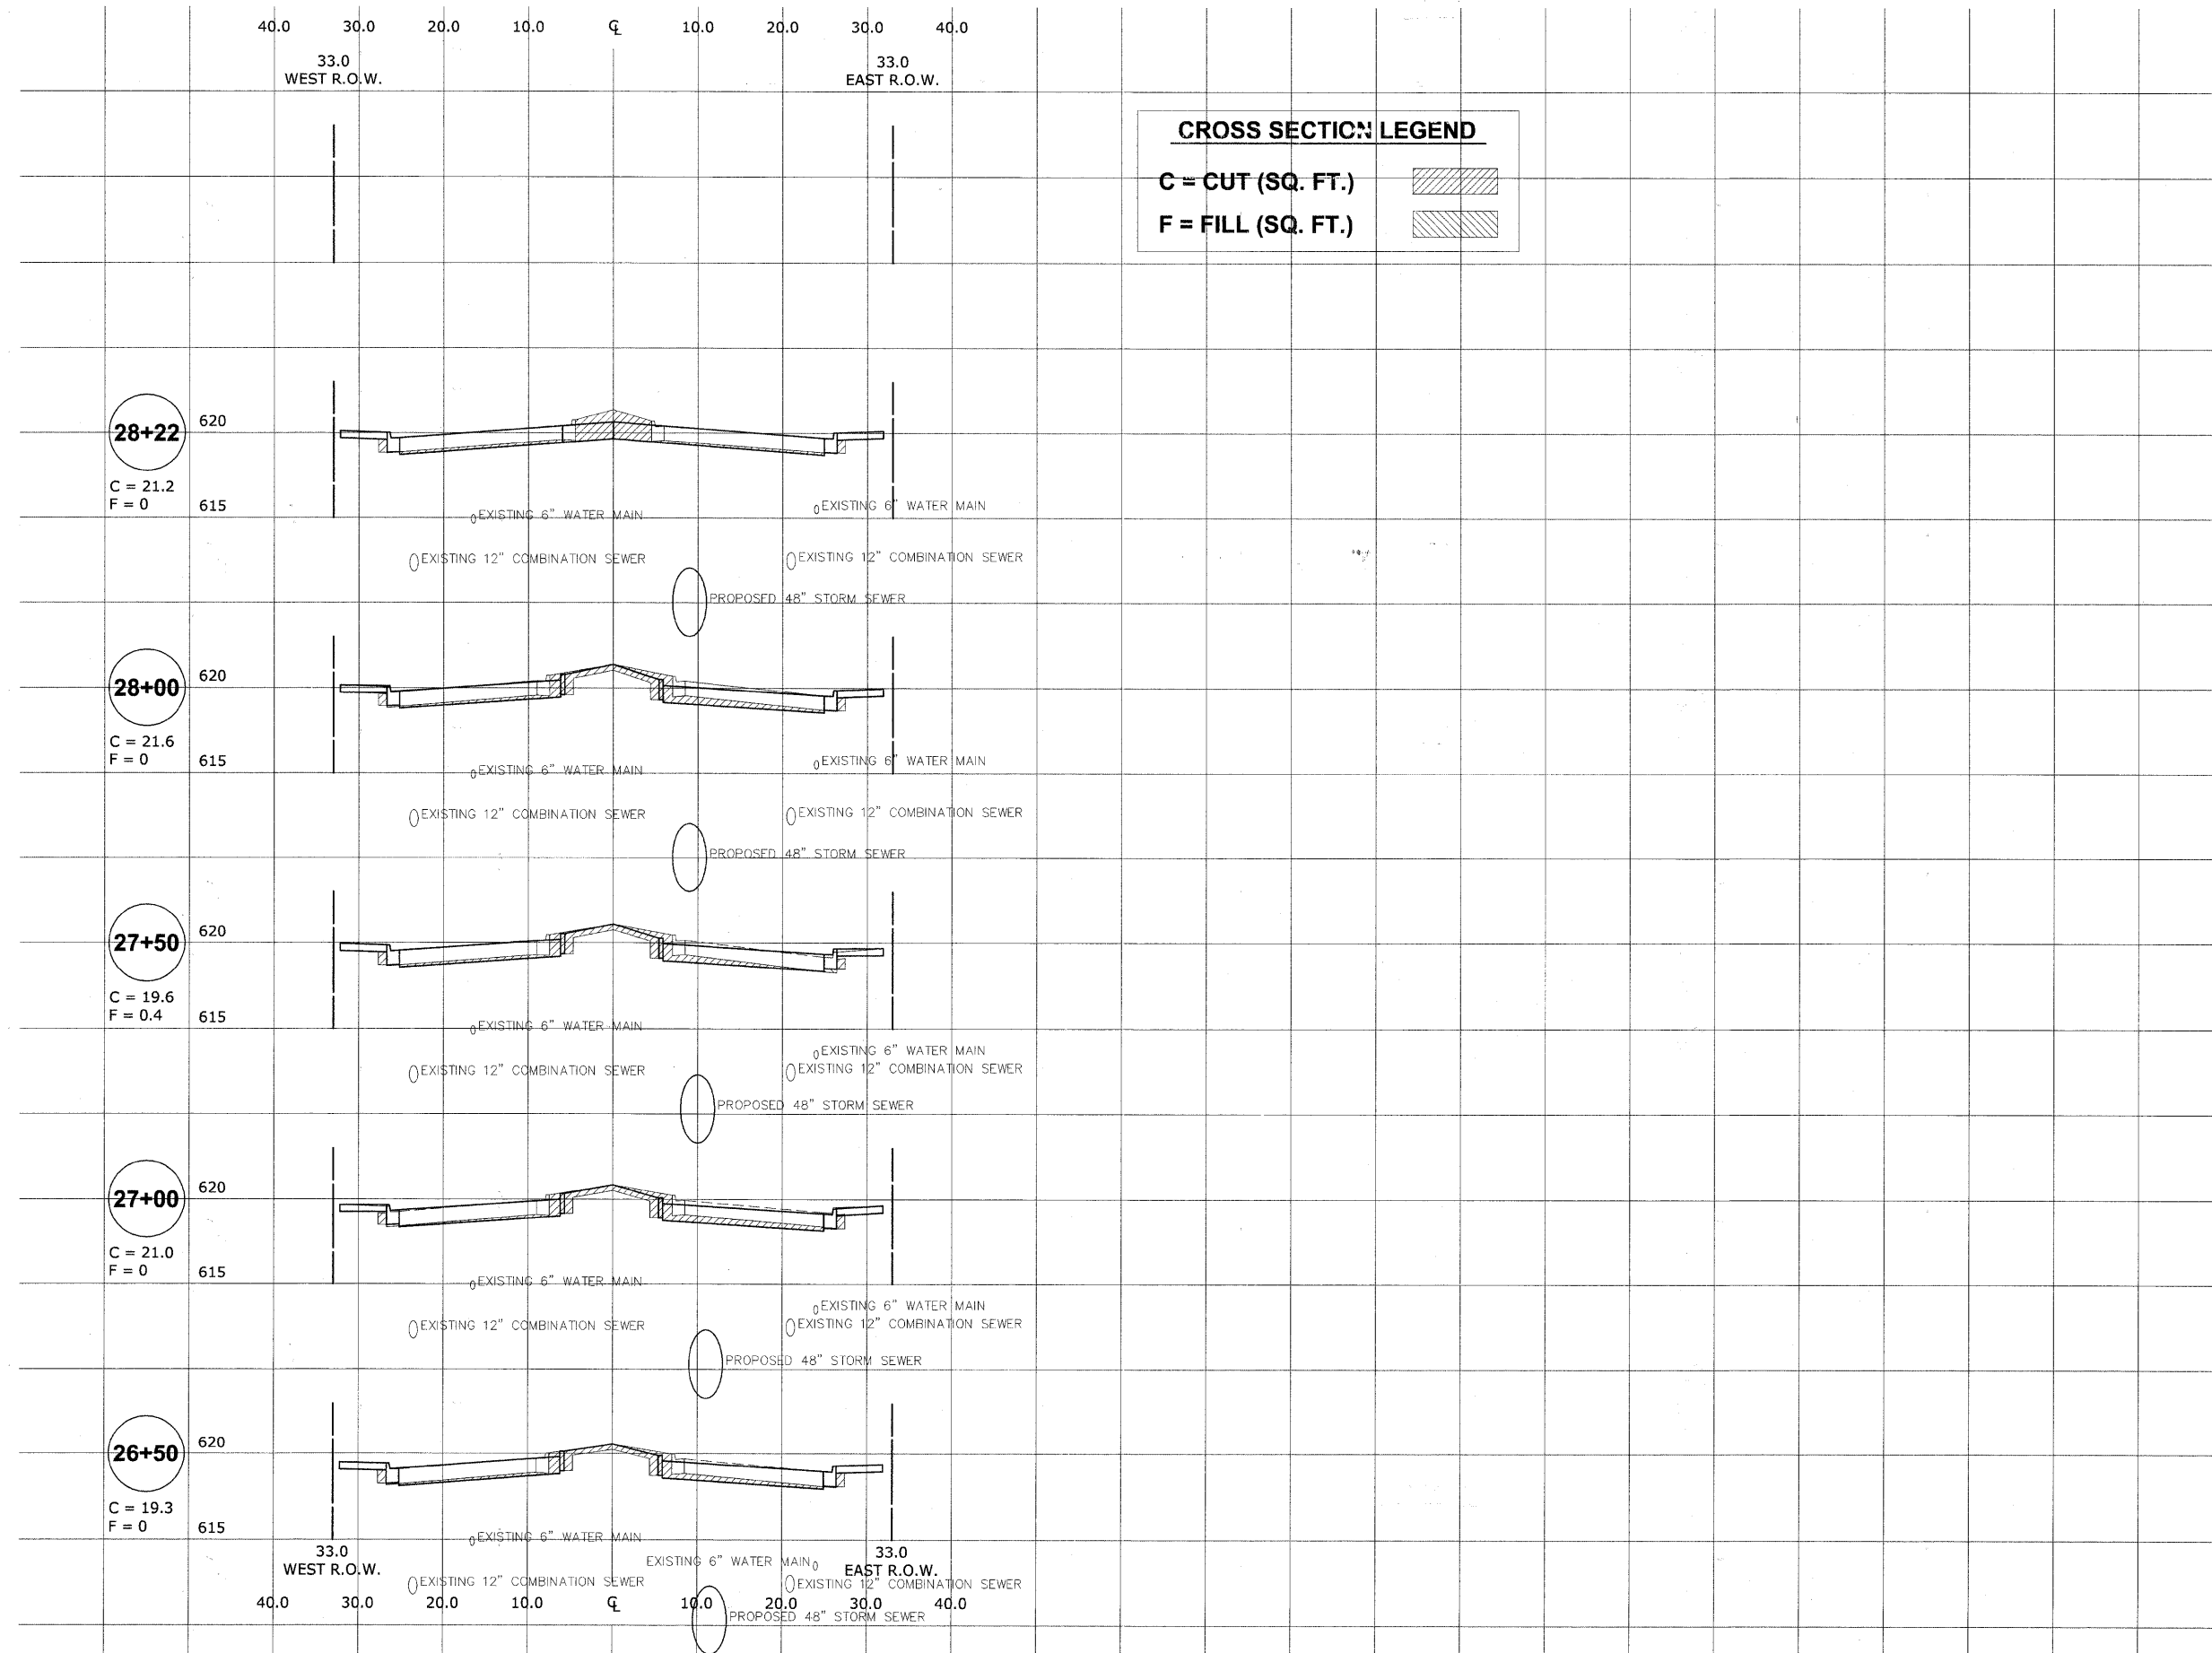 40.0 30.0 20.0 10.0 ℄ 10.0 20.0 30.0 40.0
33.0 33.0
WEST R.O.W. EAST R.O.W.
CROSS SECTION LEGEND
C = CUT (SQ. FT.)
F = FILL (SQ. FT.)
620
28+22
C = 21.2
F = 0 615
EXISTING 6" WATER MAIN
EXISTING 6" WATER MAIN
EXISTING 12" COMBINATION SEWER
EXISTING 12" COMBINATION SEWER
PROPOSED 48" STORM SEWER
620
28+00
C = 21.6
F = 0 615
EXISTING 6" WATER MAIN
EXISTING 6" WATER MAIN
EXISTING 12" COMBINATION SEWER
EXISTING 12" COMBINATION SEWER
PROPOSED 48" STORM SEWER
620
27+50
C = 19.6
F = 0.4 615
EXISTING 6" WATER MAIN
EXISTING 6" WATER MAIN
EXISTING 12" COMBINATION SEWER
EXISTING 12" COMBINATION SEWER
PROPOSED 48" STORM SEWER
620
27+00
C = 21.0
F = 0 615
EXISTING 6" WATER MAIN
EXISTING 6" WATER MAIN
EXISTING 12" COMBINATION SEWER
EXISTING 12" COMBINATION SEWER
PROPOSED 48" STORM SEWER
620
26+50
C = 19.3
F = 0 615
EXISTING 6" WATER MAIN
33.0 33.0
WEST R.O.W. EXISTING 6" WATER MAIN EAST R.O.W.
EXISTING 12" COMBINATION SEWER
EXISTING 12" COMBINATION SEWER
40.0 30.0 20.0 10.0 ℄ 10.0 20.0 30.0 40.0
PROPOSED 48" STORM SEWER